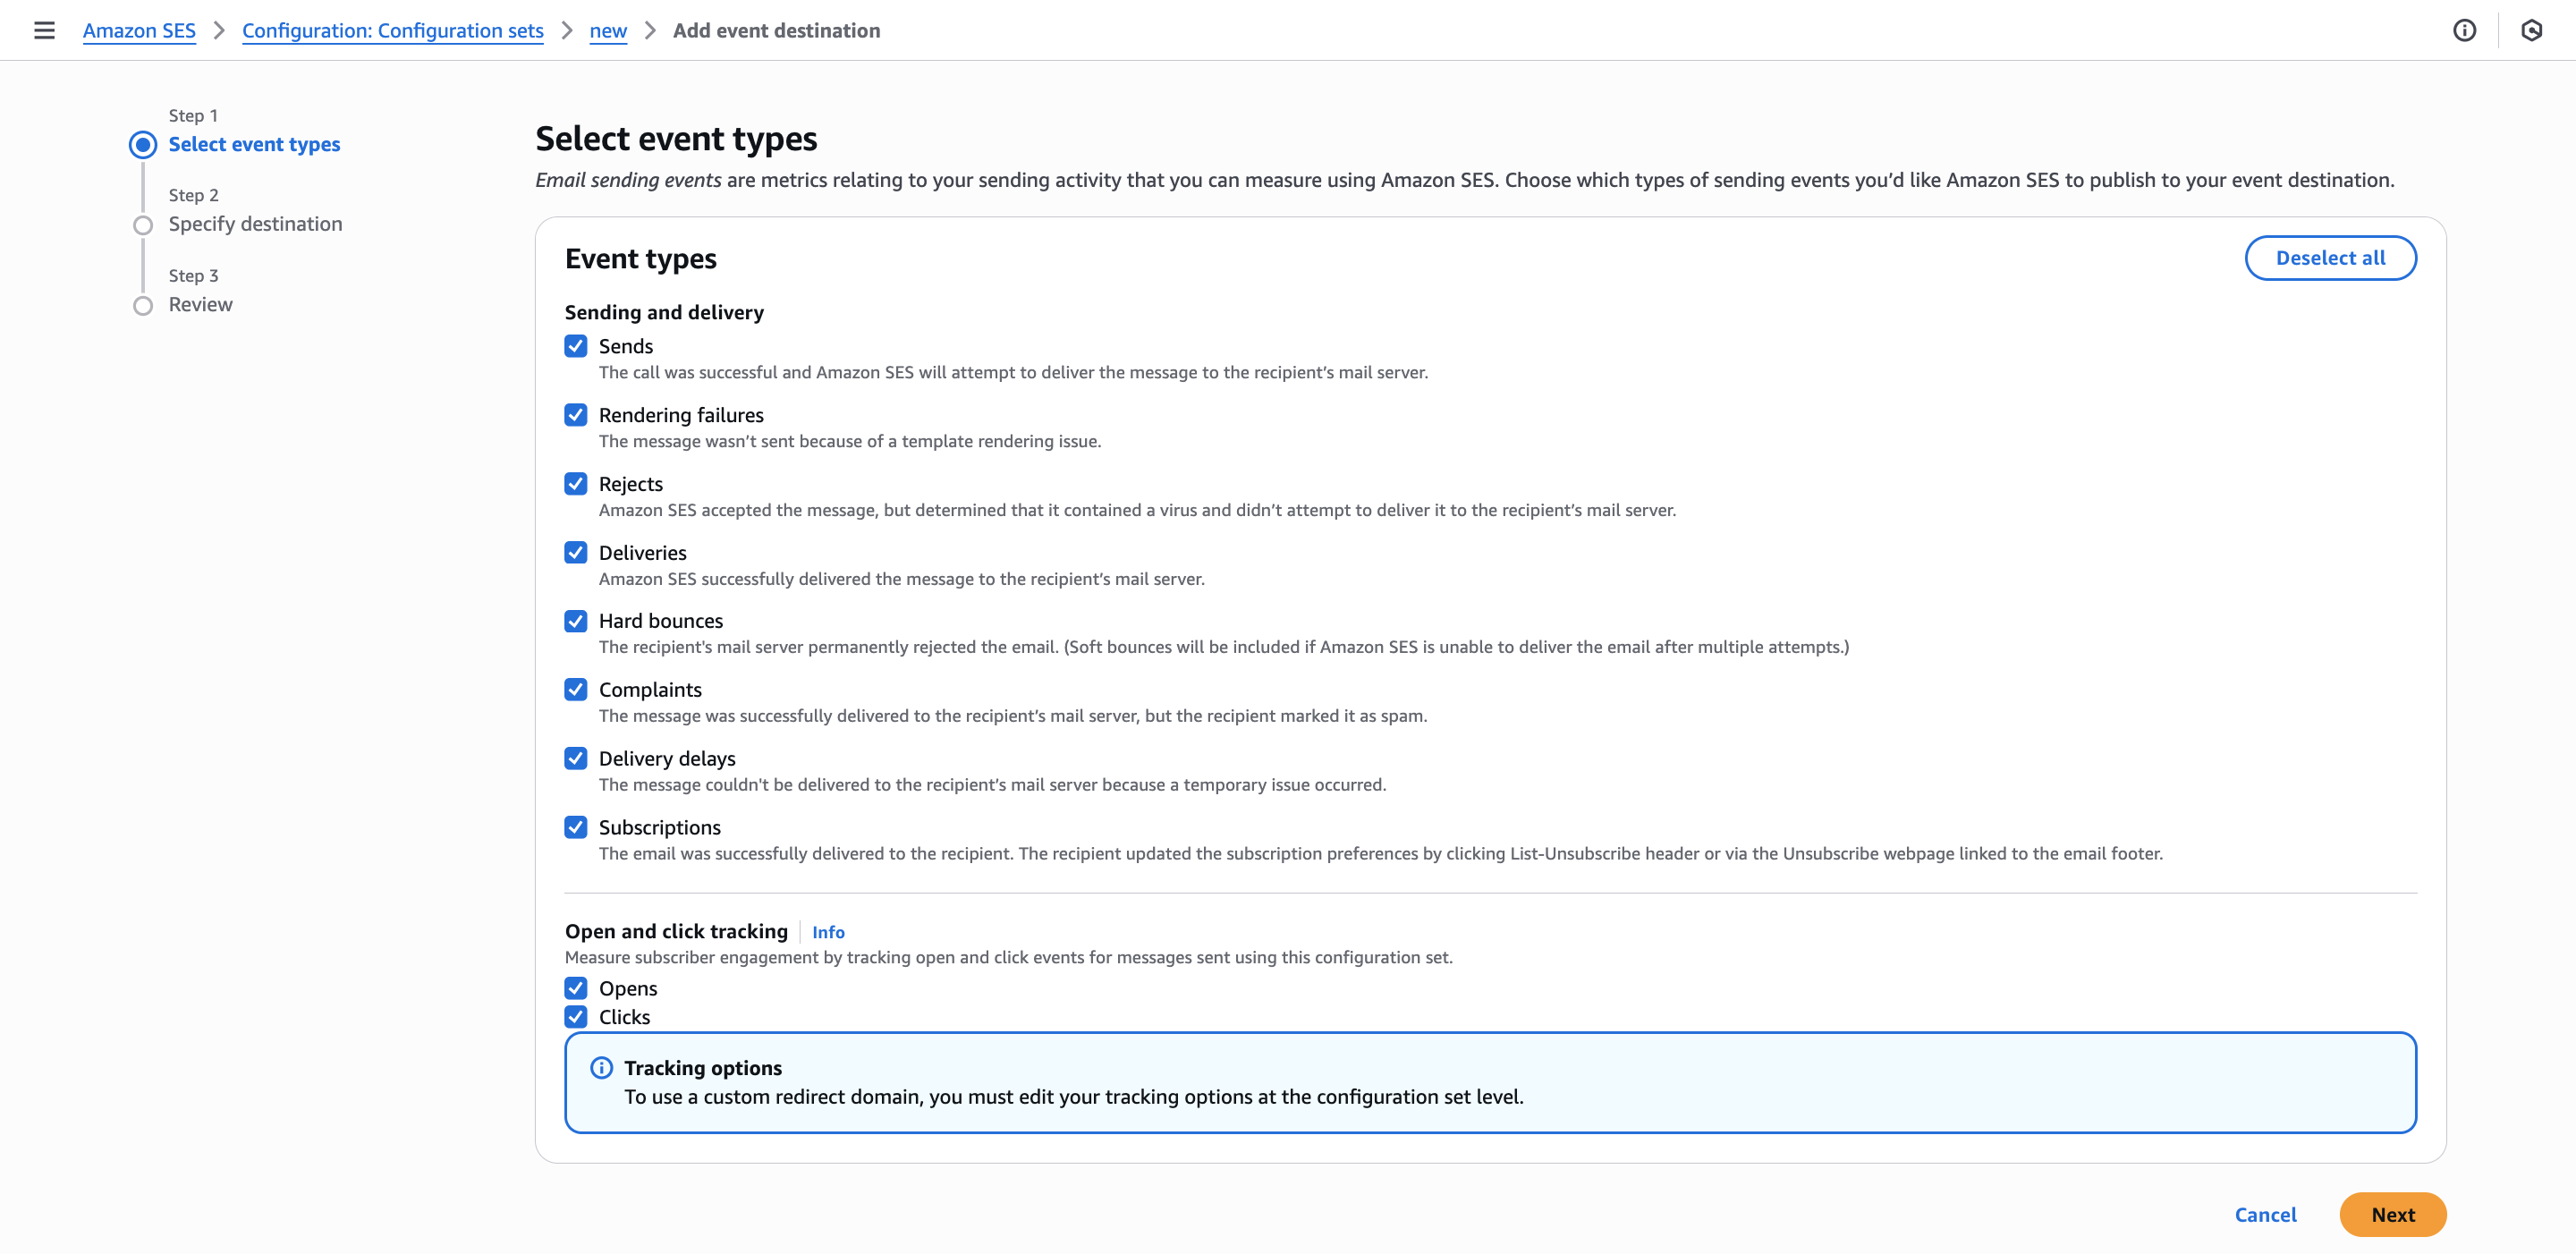 Amazon SES > Configuration: Configuration sets > new > Add event destination
Step 1
Select event types
Step 2
Specify destination
Step 3
Review
Select event types
Email sending events are metrics relating to your sending activity that you can measure using Amazon SES. Choose which types of sending events you’d like Amazon SES to publish to your event destination.
Event types
Deselect all
Sending and delivery
Sends
The call was successful and Amazon SES will attempt to deliver the message to the recipient’s mail server.
Rendering failures
The message wasn’t sent because of a template rendering issue.
Rejects
Amazon SES accepted the message, but determined that it contained a virus and didn’t attempt to deliver it to the recipient’s mail server.
Deliveries
Amazon SES successfully delivered the message to the recipient’s mail server.
Hard bounces
The recipient's mail server permanently rejected the email. (Soft bounces will be included if Amazon SES is unable to deliver the email after multiple attempts.)
Complaints
The message was successfully delivered to the recipient’s mail server, but the recipient marked it as spam.
Delivery delays
The message couldn't be delivered to the recipient’s mail server because a temporary issue occurred.
Subscriptions
The email was successfully delivered to the recipient. The recipient updated the subscription preferences by clicking List-Unsubscribe header or via the Unsubscribe webpage linked to the email footer.
Open and click tracking Info
Measure subscriber engagement by tracking open and click events for messages sent using this configuration set.
Opens
Clicks
Tracking options
To use a custom redirect domain, you must edit your tracking options at the configuration set level.
Cancel Next